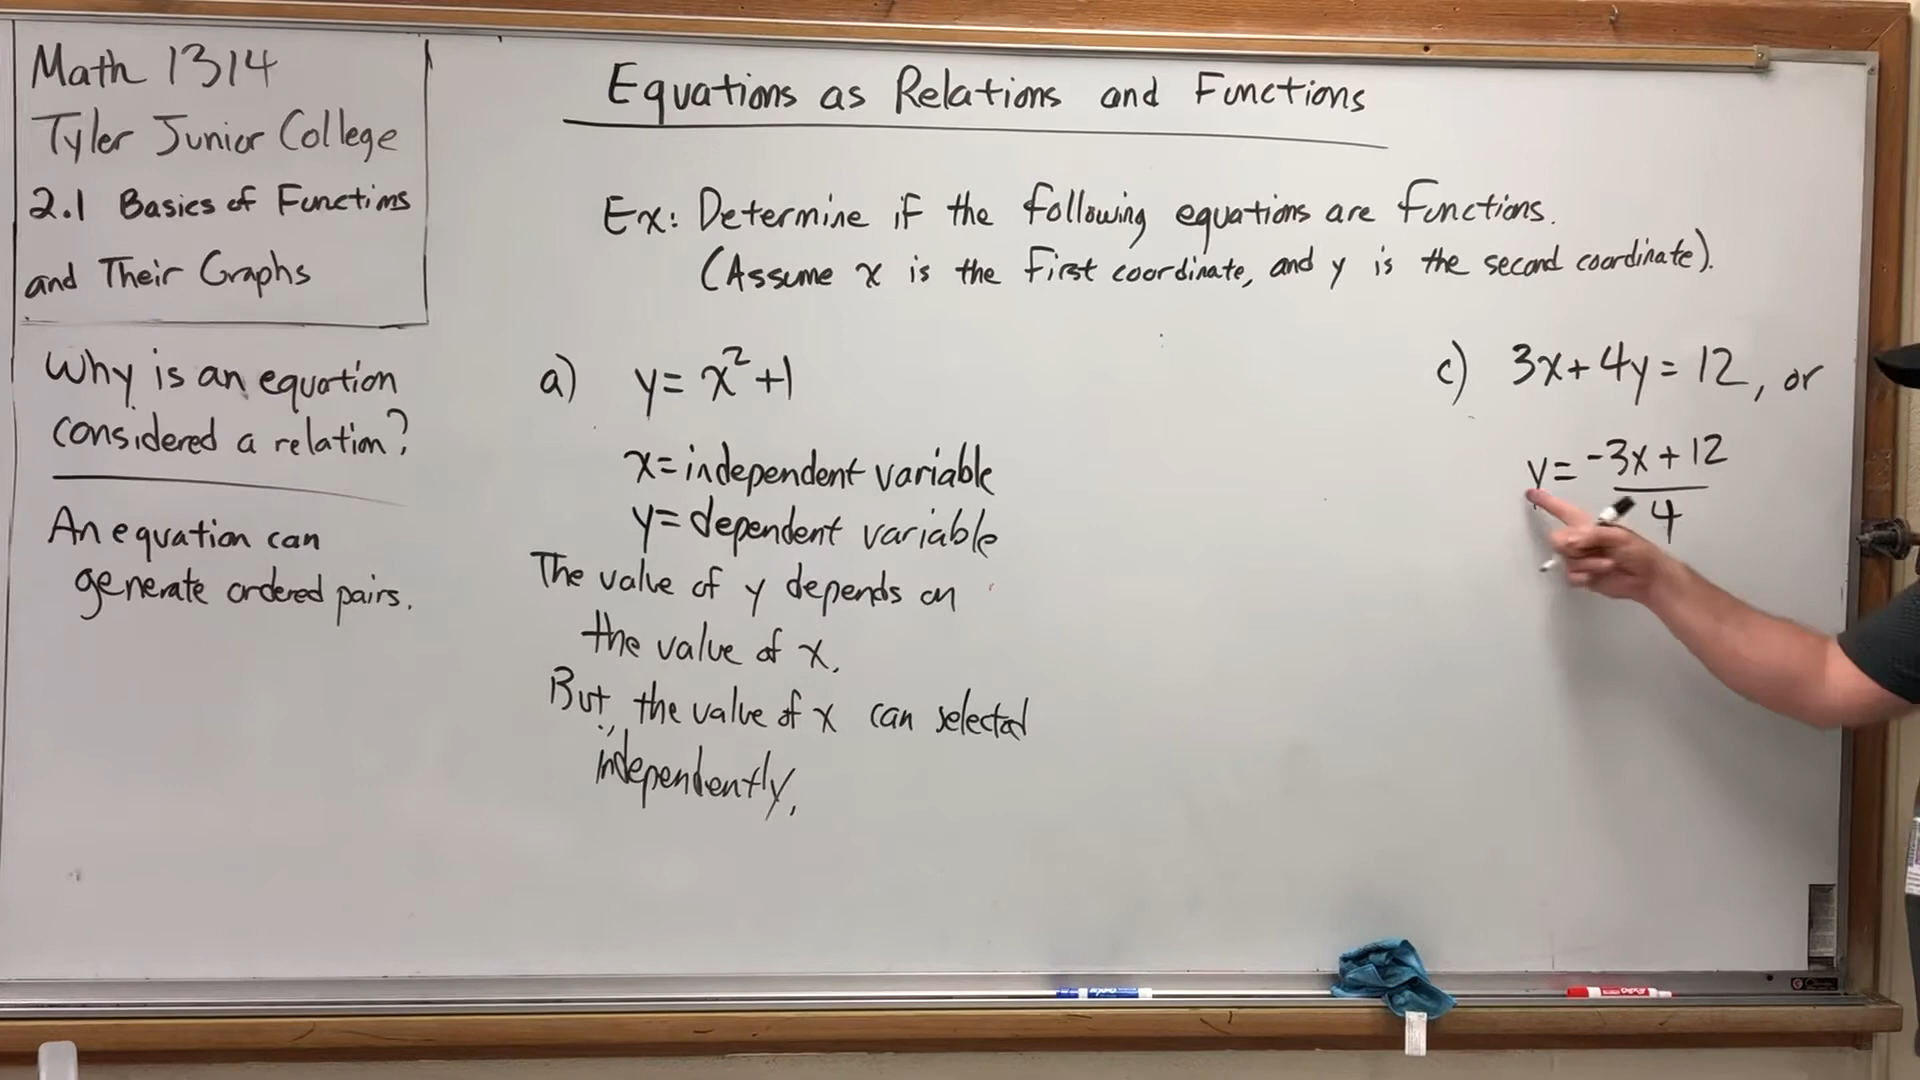 Math 1314
Tyler Junior College
2.1 Basics of Functions
and Their Graphs
Why is an equation
considered a relation?
An equation can
generate ordered pairs.
Equations as Relations and Functions
Ex: Determine if the following equations are functions.
(Assume x is the first coordinate, and y is the second coordinate).
a) y = x²+1
x = independent variable
y = dependent variable
The value of y depends on
the value of x.
But, the value of x can selected
independently.
c) 3x + 4y = 12, or
y = -3x + 12
4
EXPO
EXPO